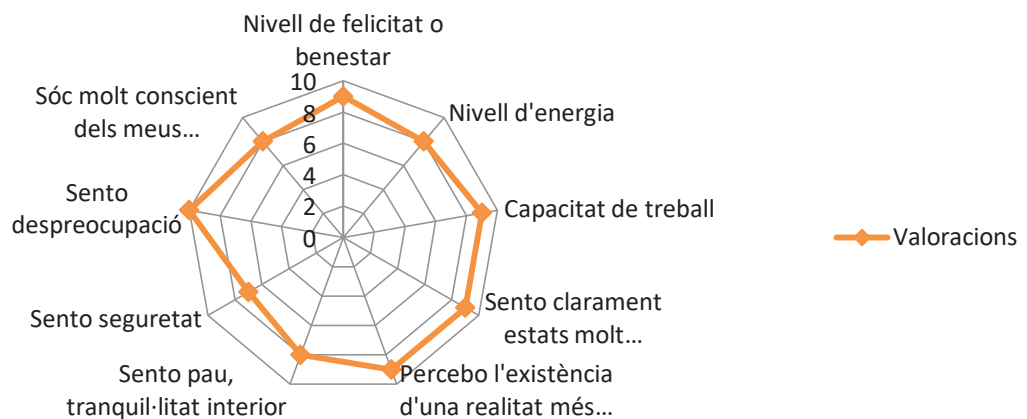 Nivell de felicitat o
benestar
Nivell d'energia
Capacitat de treball
Sento clarament
estats molt...
Percebo l'existència
d'una realitat més...
Sento pau,
tranquil·litat interior
Sento seguretat
Sento
despreocupació
Sóc molt conscient
dels meus...
10
8
6
4
2
0
Valoracions